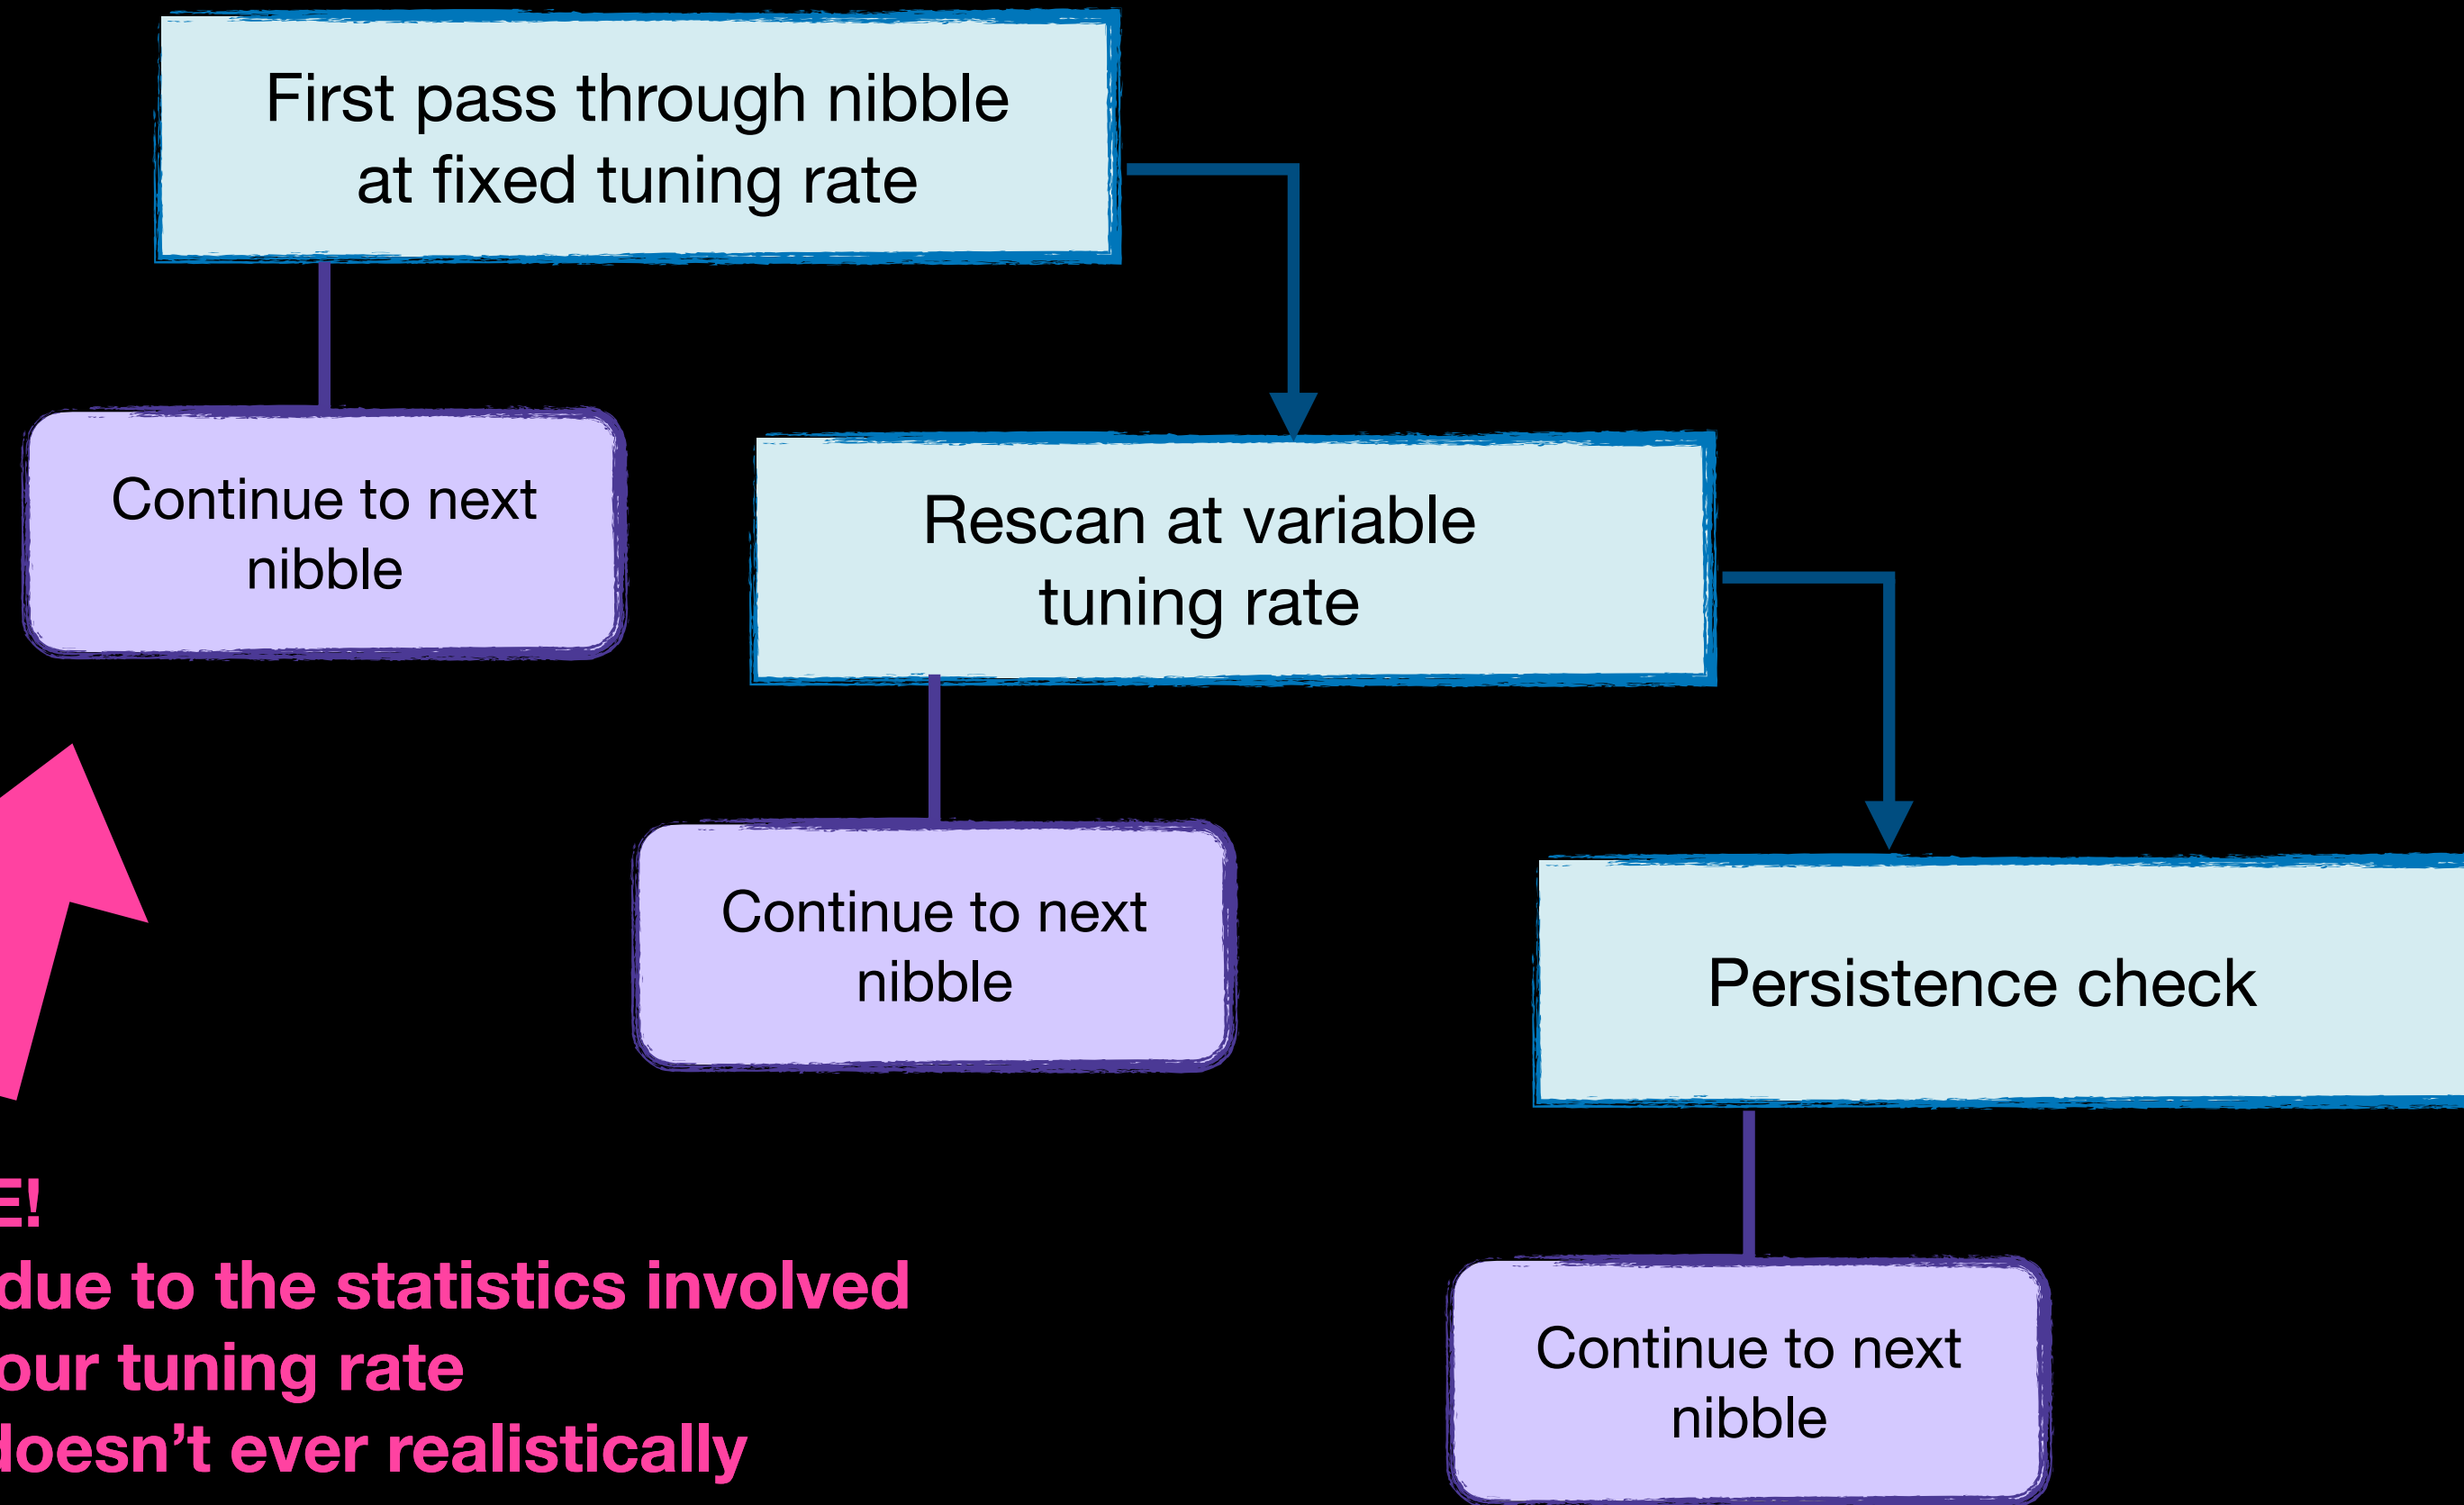 First pass through nibble
at fixed tuning rate
Continue to next
nibble
Rescan at variable
tuning rate
Continue to next
nibble
Persistence check
Continue to next
nibble
E!
due to the statistics involved
our tuning rate
doesn’t ever realistically